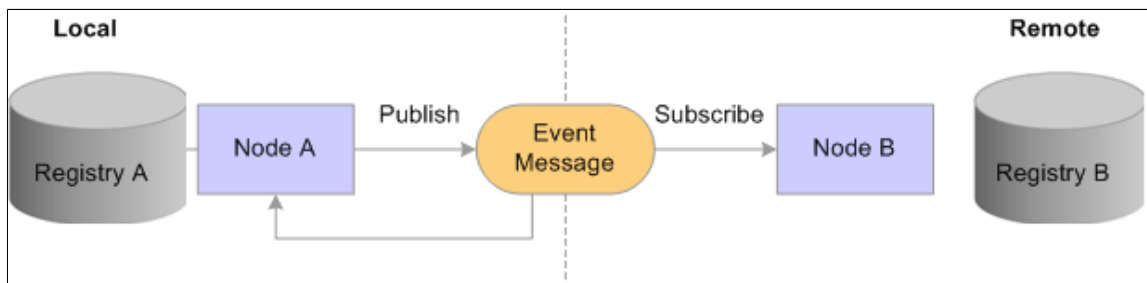 Local
Remote
Publish
Subscribe
Event
Message
Node A
Node B
Registry A
Registry B